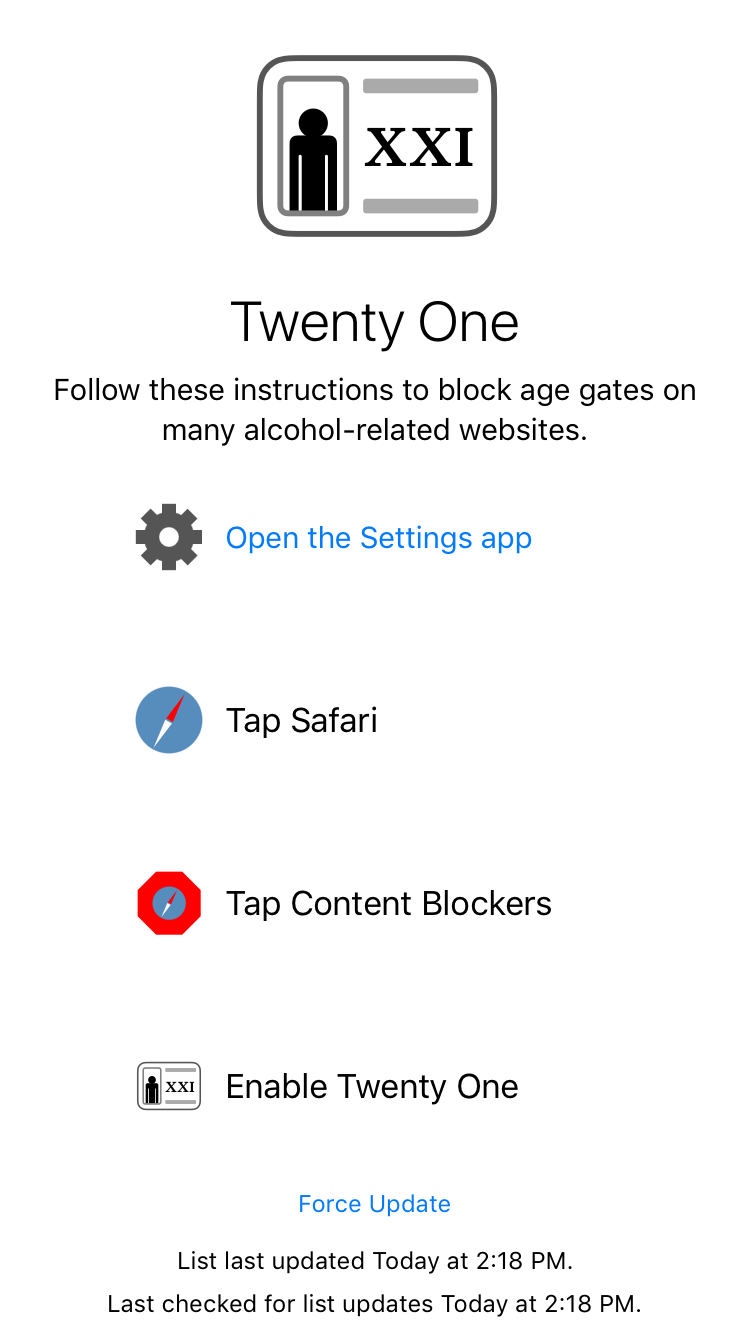 XXI
Twenty One
Follow these instructions to block age gates on
many alcohol-related websites.
Open the Settings app
Tap Safari
Tap Content Blockers
XXI
Enable Twenty One
Force Update
List last updated Today at 2:18 PM.
Last checked for list updates Today at 2:18 PM.